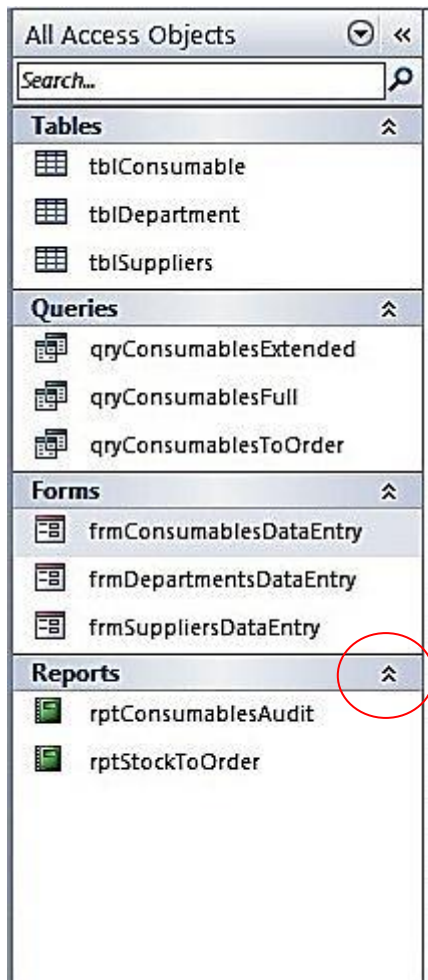 All Access Objects
Search...
Tables
tblConsumable
tblDepartment
tblSuppliers
Queries
qryConsumablesExtended
qryConsumablesFull
qryConsumablesToOrder
Forms
frmConsumablesDataEntry
frmDepartmentsDataEntry
frmSuppliersDataEntry
Reports
rptConsumablesAudit
rptStockToOrder